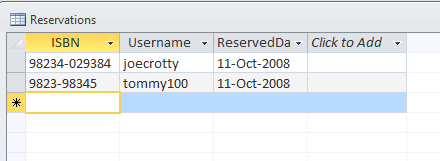 Reservations
ISBN Username ReservedDa Click to Add
98234-029384 joecrotty 11-Oct-2008
9823-98345 tommy100 11-Oct-2008